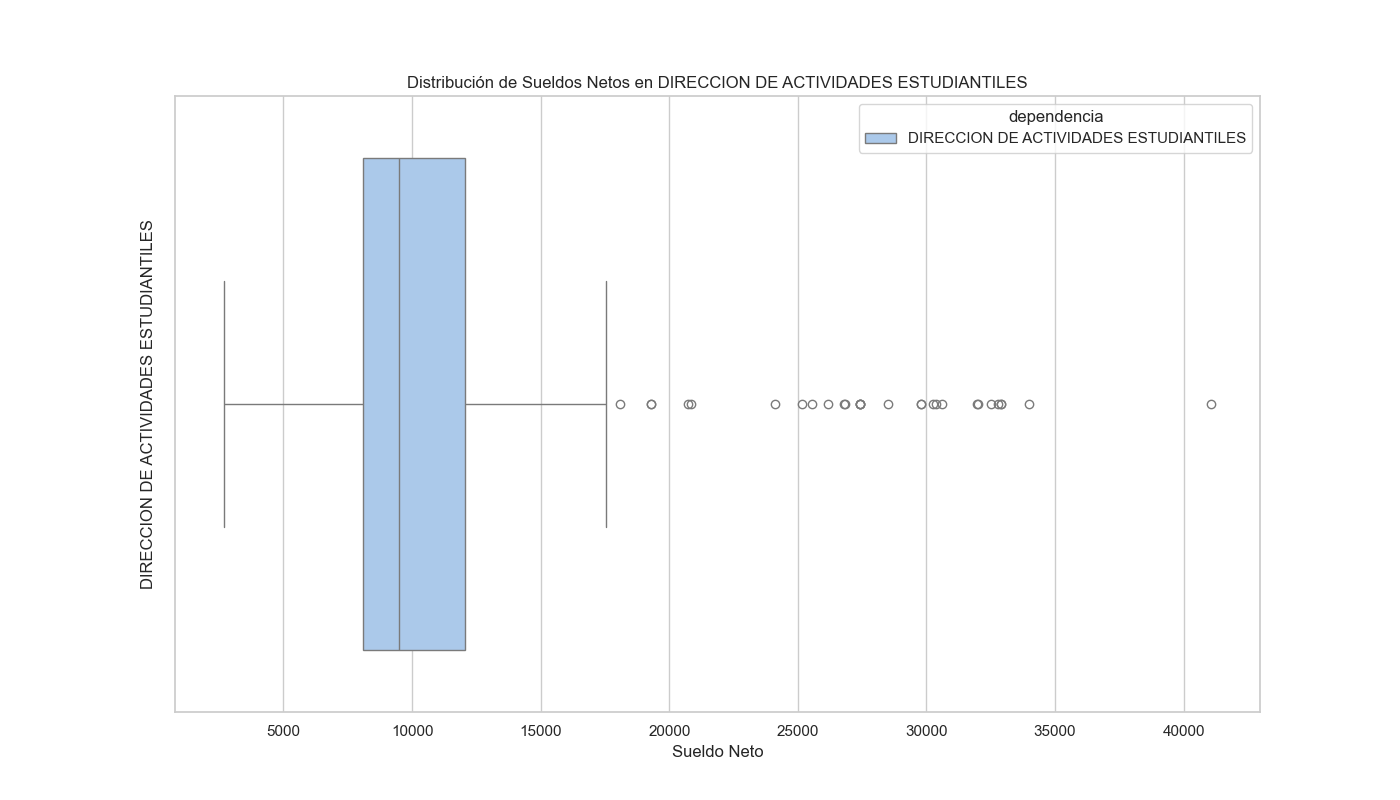 Distribución de Sueldos Netos en DIRECCION DE ACTIVIDADES ESTUDIANTILES
dependencia
DIRECCION DE ACTIVIDADES ESTUDIANTILES
DIRECCION DE ACTIVIDADES ESTUDIANTILES
5000 10000 15000 20000 25000 30000 35000 40000
Sueldo Neto